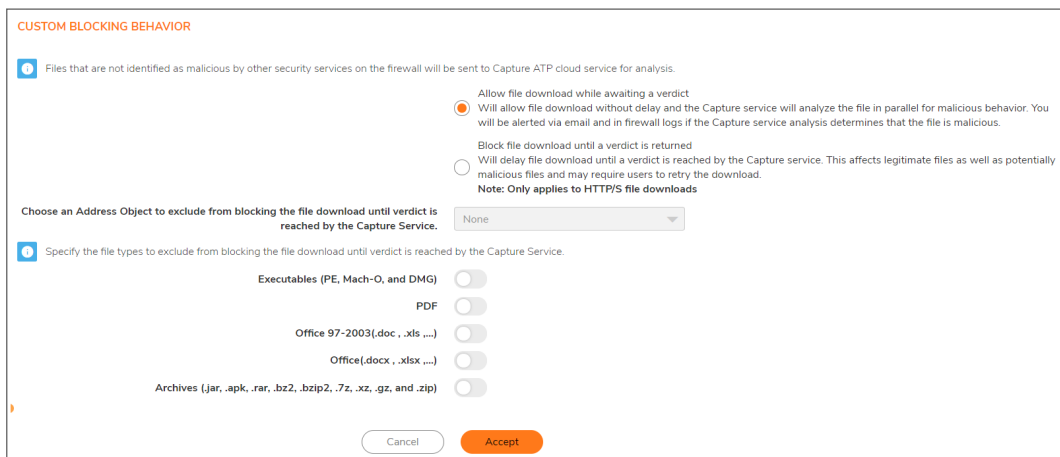 CUSTOM BLOCKING BEHAVIOR
Files that are not identified as malicious by other security services on the firewall will be sent to Capture ATP cloud service for analysis.
Allow file download while awaiting a verdict
Will allow file download without delay and the Capture service will analyze the file in parallel for malicious behavior. You
will be alerted via email and in firewall logs if the Capture service analysis determines that the file is malicious.
Block file download until a verdict is returned
Will delay file download until a verdict is reached by the Capture service. This affects legitimate files as well as potentially
malicious files and may require users to retry the download.
Note: Only applies to HTTP/S file downloads
Choose an Address Object to exclude from blocking the file download until verdict is
reached by the Capture Service.
None
Specify the file types to exclude from blocking the file download until verdict is reached by the Capture Service.
Executables (PE, Mach-O, and DMG)
PDF
Office 97-2003(.doc , .xls ,...)
Office(.docx , .xlsx ,...)
Archives (.jar, .apk, .rar, .bz2, .bzip2, .7z, .xz, .gz, and .zip)
Cancel
Accept